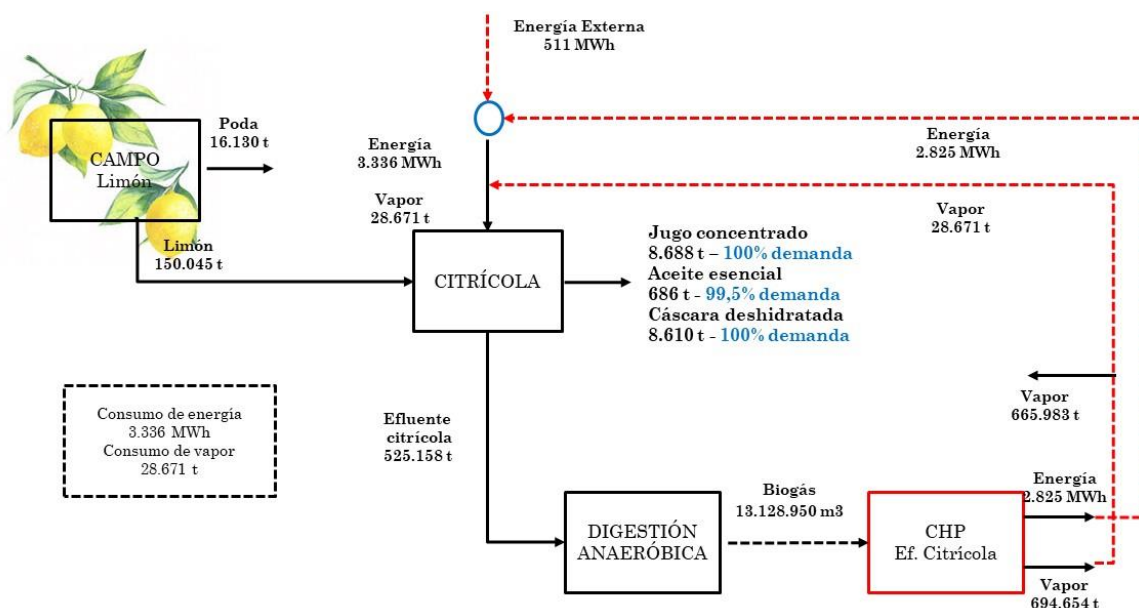 Energía Externa
511 MWh
Poda
16.130 t
CAMPO
Limón
Energía
3.336 MWh
Energía
2.825 MWh
Vapor
28.671 t
Vapor
28.671 t
Limón
150.045 t
CITRÍCOLA
Jugo concentrado
8.688 t – 100% demanda
Aceite esencial
686 t - 99,5% demanda
Cáscara deshidratada
8.610 t - 100% demanda
Vapor
665.983 t
Consumo de energía
3.336 MWh
Consumo de vapor
28.671 t
Efluente
citrícola
525.158 t
Biogás
13.128.950 m3
Energía
2.825 MWh
DIGESTIÓN
ANAERÓBICA
CHP
Ef. Citrícola
Vapor
694.654 t